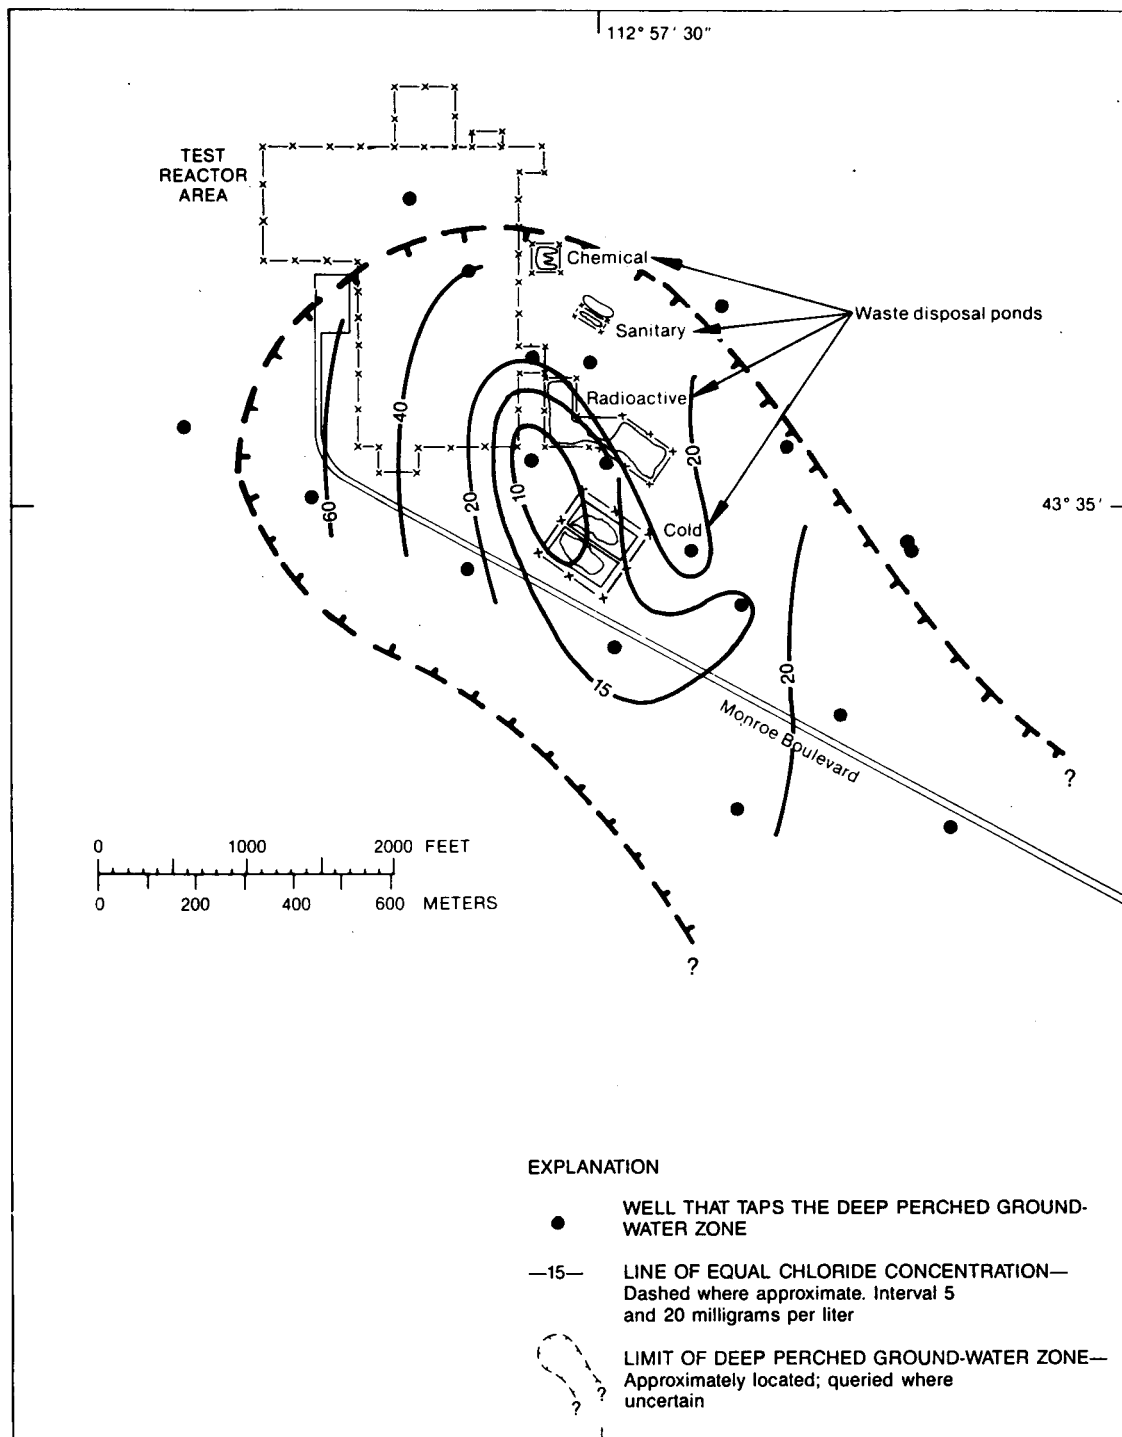 112° 57' 30"
TEST
REACTOR
AREA
Chemical
Waste disposal ponds
Sanitary
Radioactive
40
20
20
10
60
43° 35'
Cold
20
15
Monroe Boulevard
?
0 1000 2000 FEET
0 200 400 600 METERS
?
EXPLANATION
WELL THAT TAPS THE DEEP PERCHED GROUND-
WATER ZONE
—15— LINE OF EQUAL CHLORIDE CONCENTRATION—
Dashed where approximate. Interval 5
and 20 milligrams per liter
LIMIT OF DEEP PERCHED GROUND-WATER ZONE—
Approximately located; queried where
uncertain
?
?